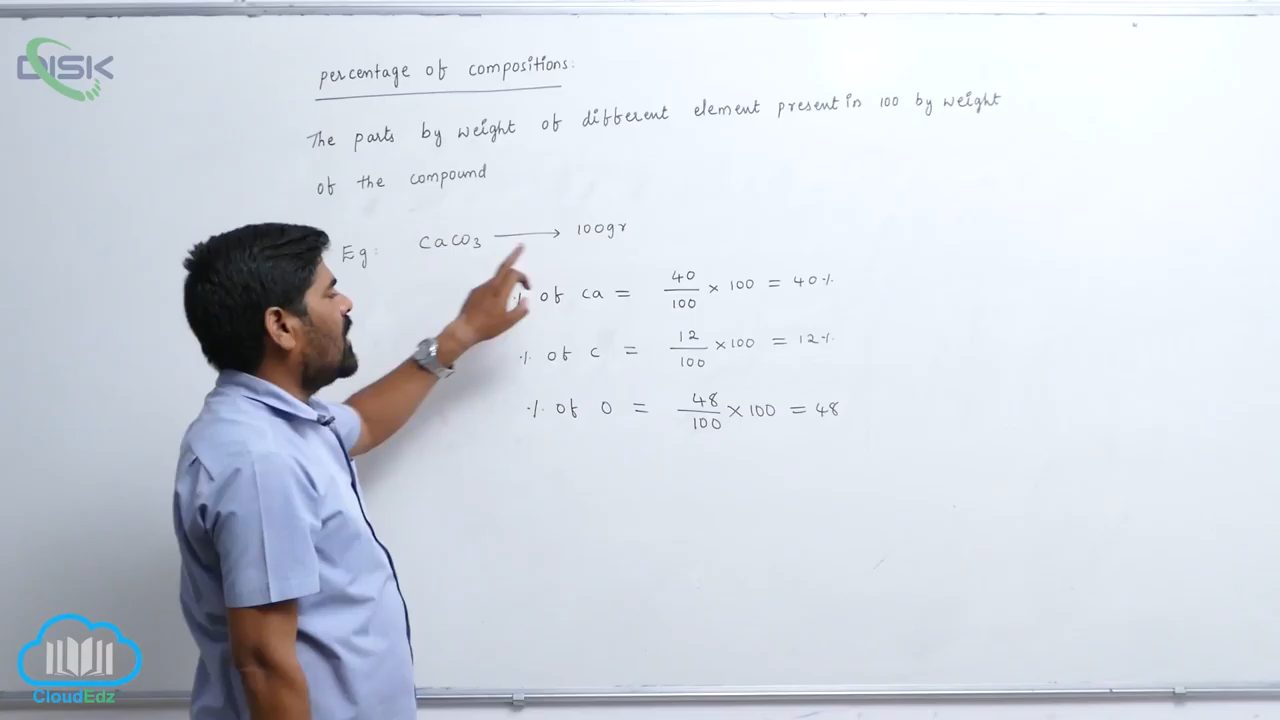 DISK
percentage of compositions:
The parts by weight of different element present in 100 by weight
of the compound
Eg: CaCO3 ⟶ 100gr
% of ca = 40/100 × 100 = 40%
% of c = 12/100 × 100 = 12%
% of O = 48/100 × 100 = 48
CloudEdz